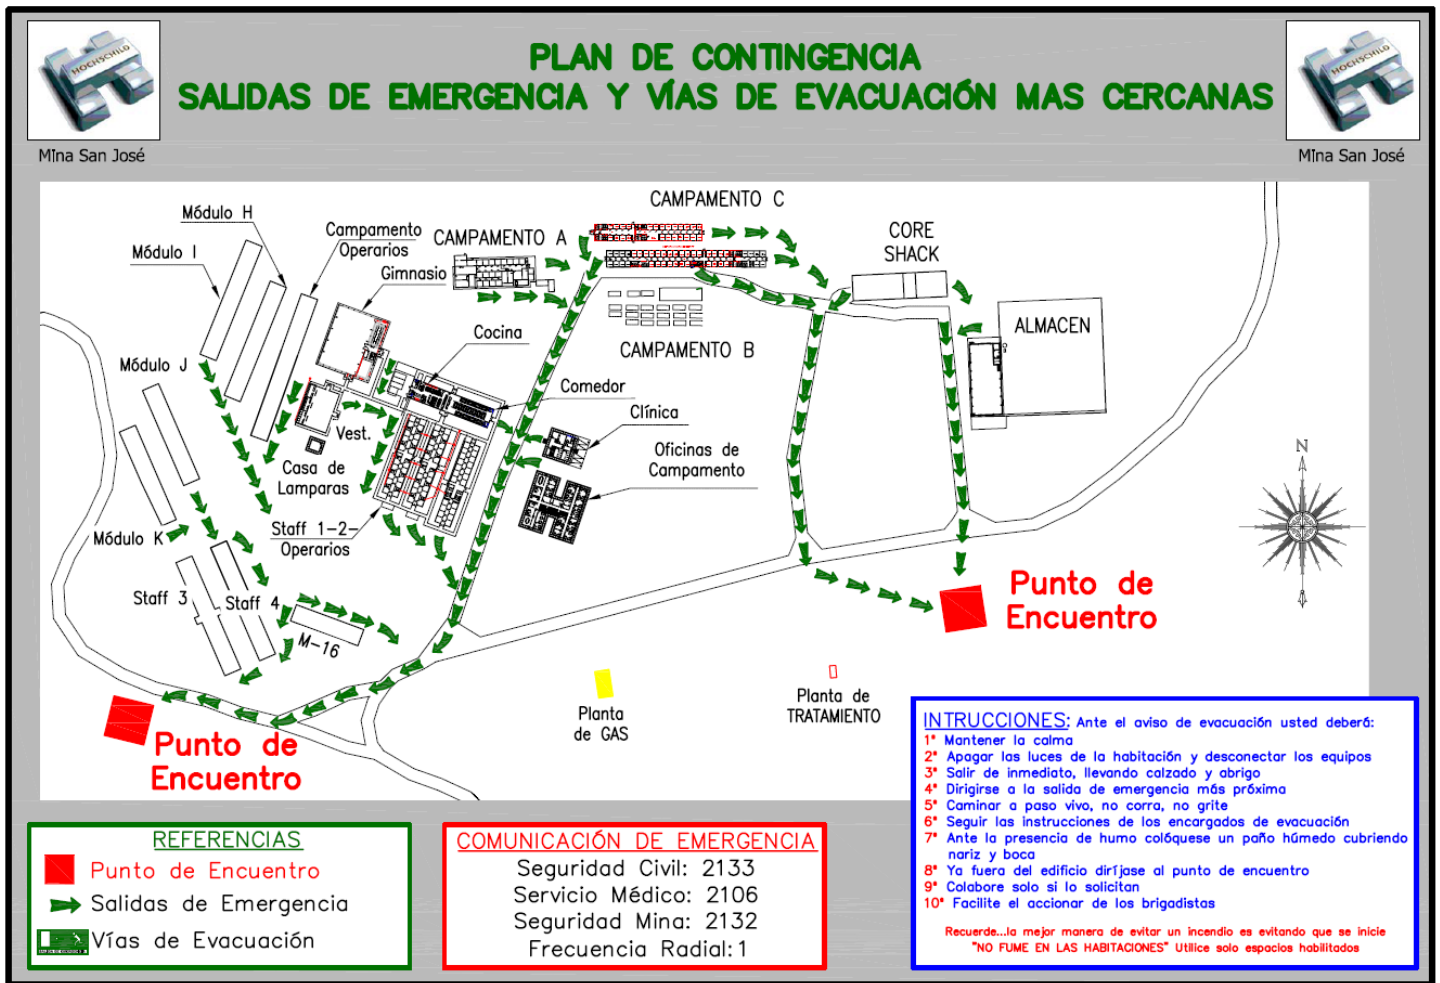 HOCHSCHILD
HOCHSCHILD
PLAN DE CONTINGENCIA
SALIDAS DE EMERGENCIA Y VÍAS DE EVACUACIÓN MAS CERCANAS
Mina San José
Mina San José
CAMPAMENTO C
Módulo H
Campamento
Operarios
CAMPAMENTO A
CORE
SHACK
Módulo I
Gimnasio
Cocina
ALMACEN
CAMPAMENTO B
Módulo J
Comedor
Clínica
Vest.
Oficinas de
Campamento
Casa de
Lamparas
N
Módulo K
Staff 1-2-
Operarios
Staff 3
Staff 4
M-16
Punto de
Encuentro
Planta
de GAS
Planta de
TRATAMIENTO
Punto de
Encuentro
INTRUCCIONES: Ante el aviso de evacuación usted deberá:
1° Mantener la calma
2° Apagar las luces de la habitación y desconectar los equipos
3° Salir de inmediato, llevando calzado y abrigo
4° Dirigirse a la salida de emergencia más próxima
5° Caminar a paso vivo, no corra, no grite
6° Seguir las instrucciones de los encargados de evacuación
7° Ante la presencia de humo colóquese un paño húmedo cubriendo
nariz y boca
8° Ya fuera del edificio diríjase al punto de encuentro
9° Colabore solo si lo solicitan
10° Facilite el accionar de los brigadistas
Recuerde...la mejor manera de evitar un incendio es evitando que se inicie
"NO FUME EN LAS HABITACIONES" Utilice solo espacios habilitados
REFERENCIAS
Punto de Encuentro
Salidas de Emergencia
Vías de Evacuación
COMUNICACIÓN DE EMERGENCIA
Seguridad Civil: 2133
Servicio Médico: 2106
Seguridad Mina: 2132
Frecuencia Radial: 1